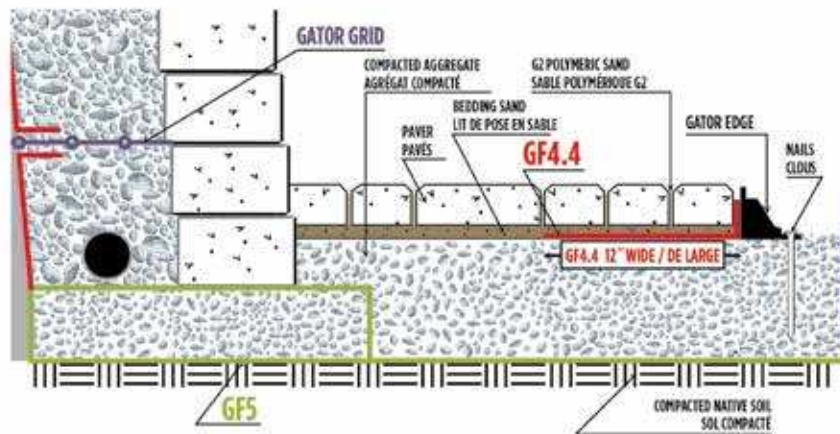 GATOR GRID
COMPACTED AGGREGATE
AGRÉGAT COMPACTÉ
G2 POLYMERIC SAND
SABLE POLYMÉRIQUE G2
BEDDING SAND
LIT DE POSE EN SABLE
PAVER
PAVÉS
GF4.4
GATOR EDGE
NAILS
CLOUS
GF4.4 12" WIDE / DE LARGE
GF5
COMPACTED NATIVE SOIL
SOL COMPACTÉ